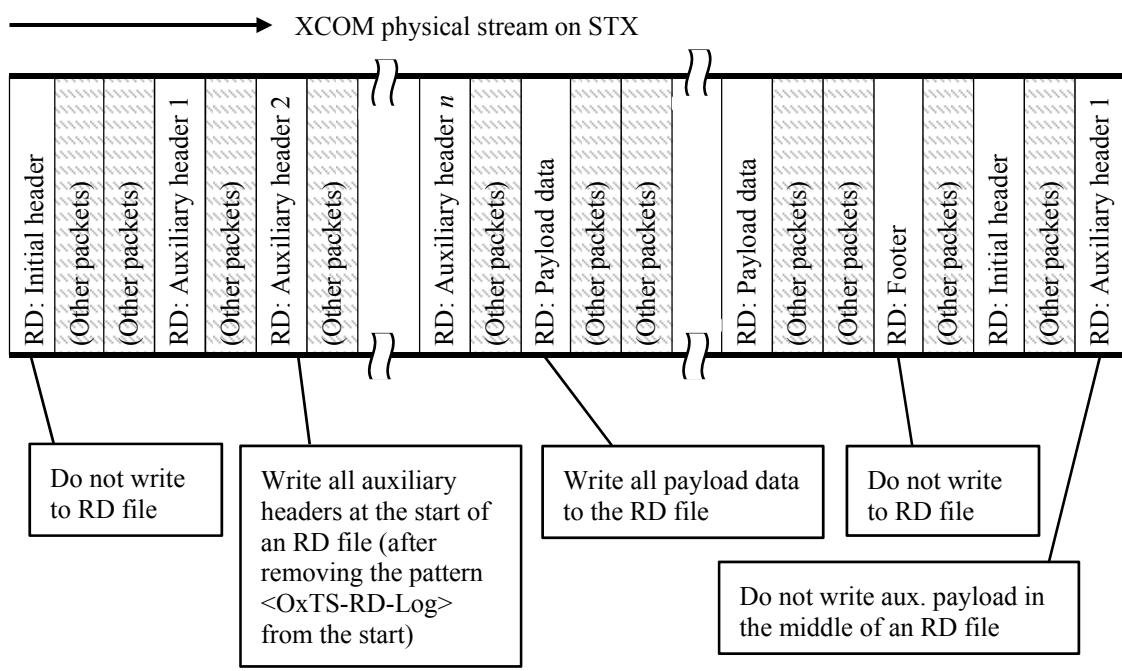 XCOM physical stream on STX
RD: Initial header
(Other packets)
(Other packets)
RD: Auxiliary header 1
(Other packets)
RD: Auxiliary header 2
(Other packets)
RD: Auxiliary header n
(Other packets)
RD: Payload data
(Other packets)
(Other packets)
RD: Payload data
(Other packets)
(Other packets)
RD: Footer
(Other packets)
RD: Initial header
(Other packets)
RD: Auxiliary header 1
Do not write
to RD file
Write all auxiliary
headers at the start of
an RD file (after
removing the pattern
<OxTS-RD-Log>
from the start)
Write all payload data
to the RD file
Do not write
to RD file
Do not write aux. payload in
the middle of an RD file